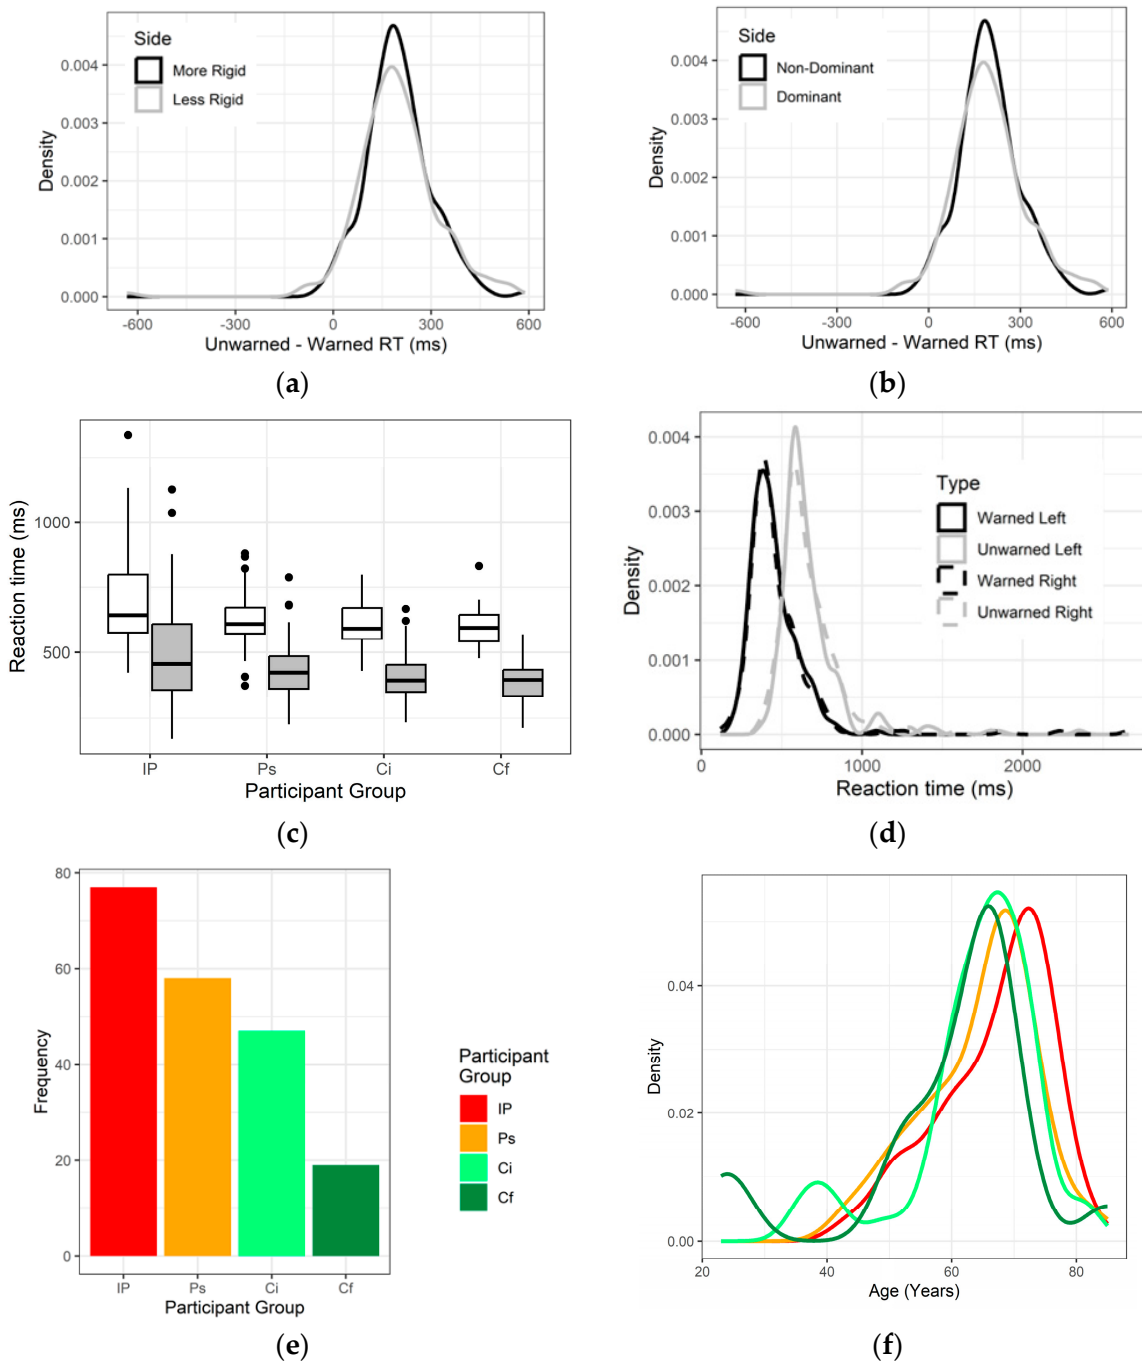 Side
More Rigid
Less Rigid
0.004
0.003
0.002
0.001
0.000
Density
-600 -300 0 300 600
Unwarned - Warned RT (ms)
(a)
Side
Non-Dominant
Dominant
0.004
0.003
0.002
0.001
0.000
Density
-600 -300 0 300 600
Unwarned - Warned RT (ms)
(b)
1000
500
Reaction time (ms)
IP Ps Ci Cf
Participant Group
(c)
0.004
0.003
0.002
0.001
0.000
Density
Type
Warned Left
Unwarned Left
Warned Right
Unwarned Right
0 1000 2000
Reaction time (ms)
(d)
80
60
40
20
0
Frequency
IP Ps Ci Cf
Participant Group
Participant
Group
IP
Ps
Ci
Cf
(e)
0.04
0.02
0.00
Density
20 40 60 80
Age (Years)
(f)